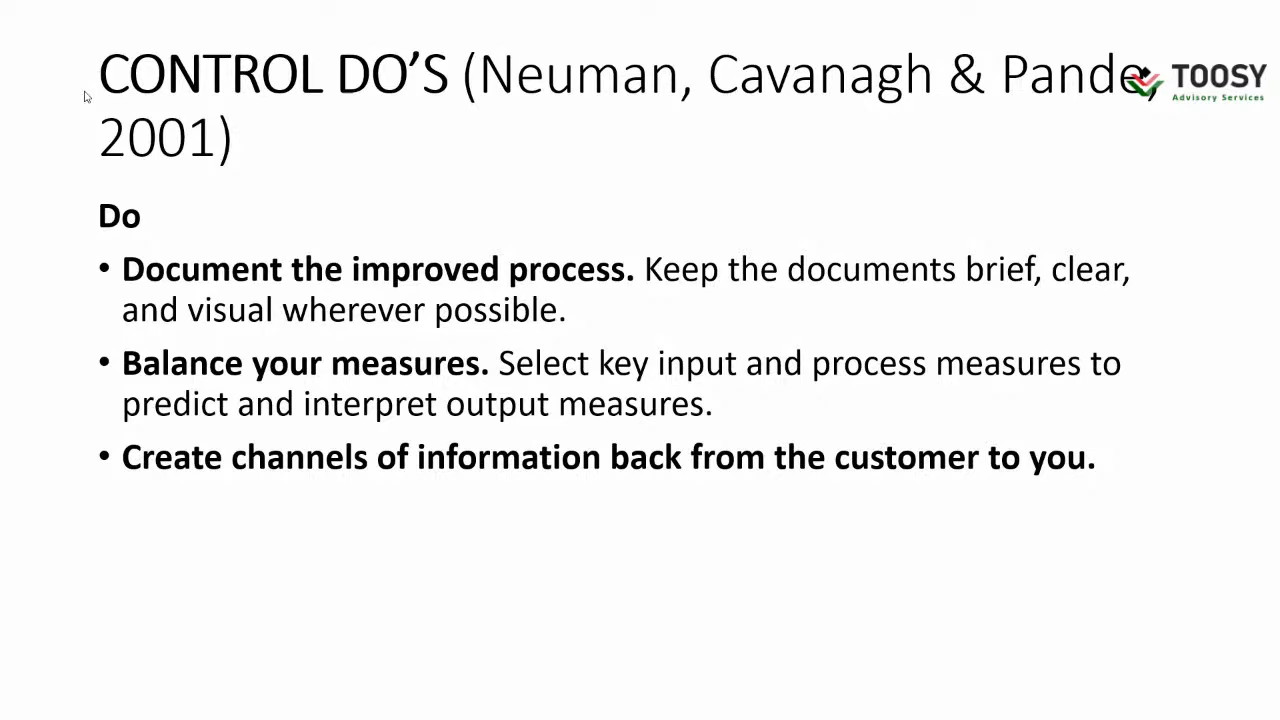 CONTROL DO’S (Neuman, Cavanagh & Pande,
2001)
TOOSY
Advisory Services
Do
• Document the improved process. Keep the documents brief, clear,
and visual wherever possible.
• Balance your measures. Select key input and process measures to
predict and interpret output measures.
• Create channels of information back from the customer to you.